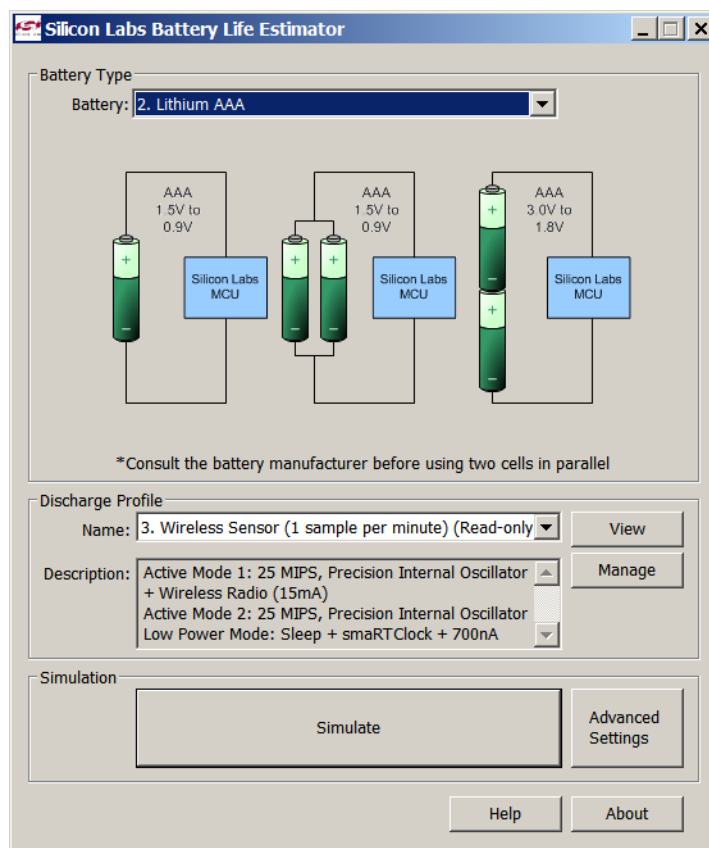 Silicon Labs Battery Life Estimator
Battery Type
Battery: 2. Lithium AAA
AAA
1.5V to
0.9V
+
Silicon Labs
MCU
−
AAA
1.5V to
0.9V
+ +
Silicon Labs
MCU
− −
AAA
3.0V to
1.8V
+
−
+
Silicon Labs
MCU
−
*Consult the battery manufacturer before using two cells in parallel
Discharge Profile
Name: 3. Wireless Sensor (1 sample per minute) (Read-only
View
Description: Active Mode 1: 25 MIPS, Precision Internal Oscillator
+ Wireless Radio (15mA)
Active Mode 2: 25 MIPS, Precision Internal Oscillator
Low Power Mode: Sleep + smaRTClock + 700nA
Manage
Simulation
Simulate
Advanced
Settings
Help
About